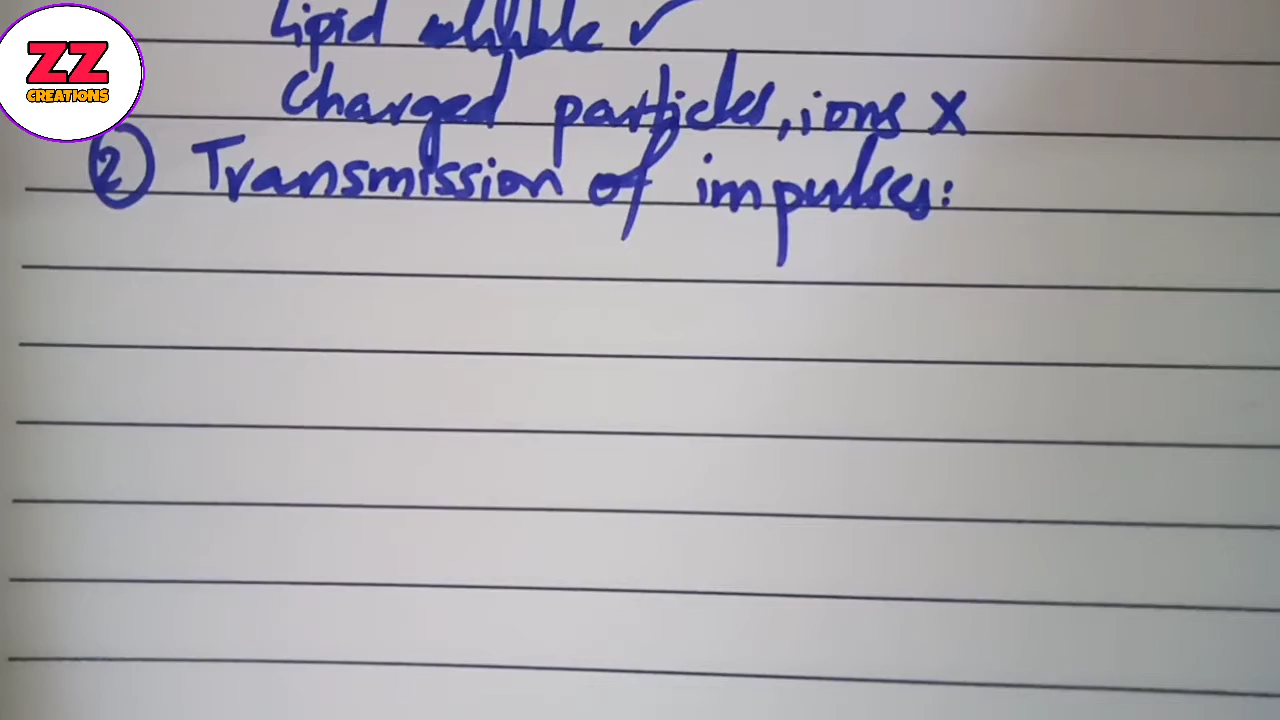 ZZ
CREATIONS
Lipid soluble ✓
Charged particles, ions X
② Transmission of impulses: